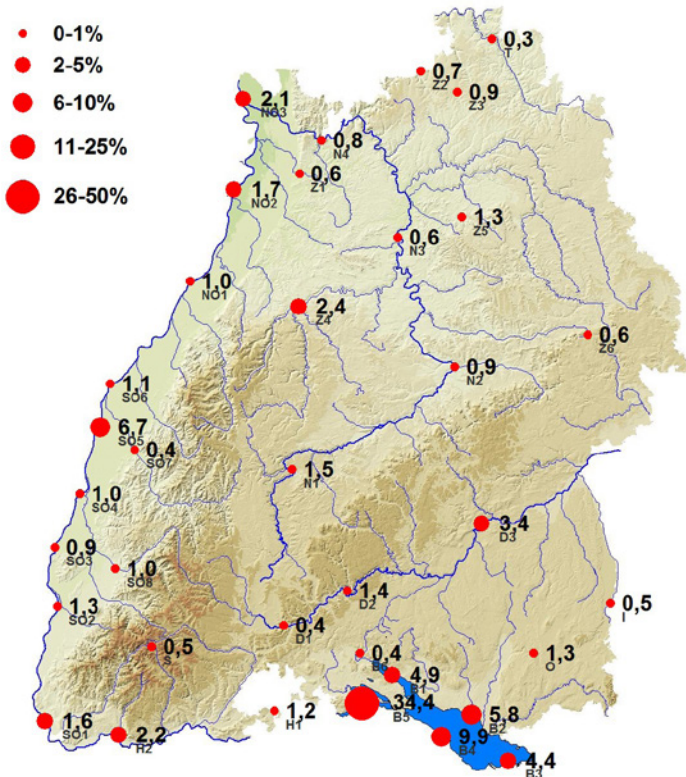 0-1%
2-5%
6-10%
11-25%
26-50%
0,3
T
0,7
Z2
0,9
Z3
2,1
NO3
0,8
N4
0,6
Z1
1,7
NO2
1,3
Z5
0,6
N3
1,0
NO1
2,4
Z4
0,6
Z6
0,9
N2
1,1
SO6
6,7
SO5
0,4
SO7
1,5
N1
1,0
SO4
3,4
D3
0,9
SO3
1,0
SO8
1,4
D2
1,3
SO2
0,5
I
0,4
D1
0,5
S
0,4
B6
1,3
O
4,9
B1
34,4
B5
1,2
H1
5,8
B2
1,6
SO1
2,2
H2
9,9
B4
4,4
B3